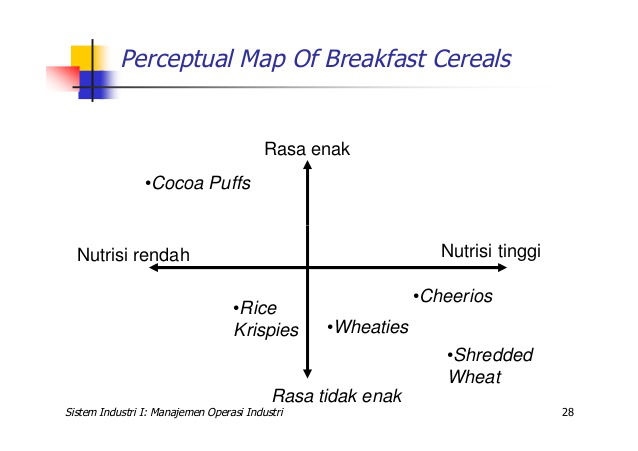 Perceptual Map Of Breakfast Cereals
Rasa enak
•Cocoa Puffs
Nutrisi rendah
Nutrisi tinggi
•Cheerios
•Rice
Krispies
•Wheaties
•Shredded
Wheat
Rasa tidak enak
Sistem Industri I: Manajemen Operasi Industri
28